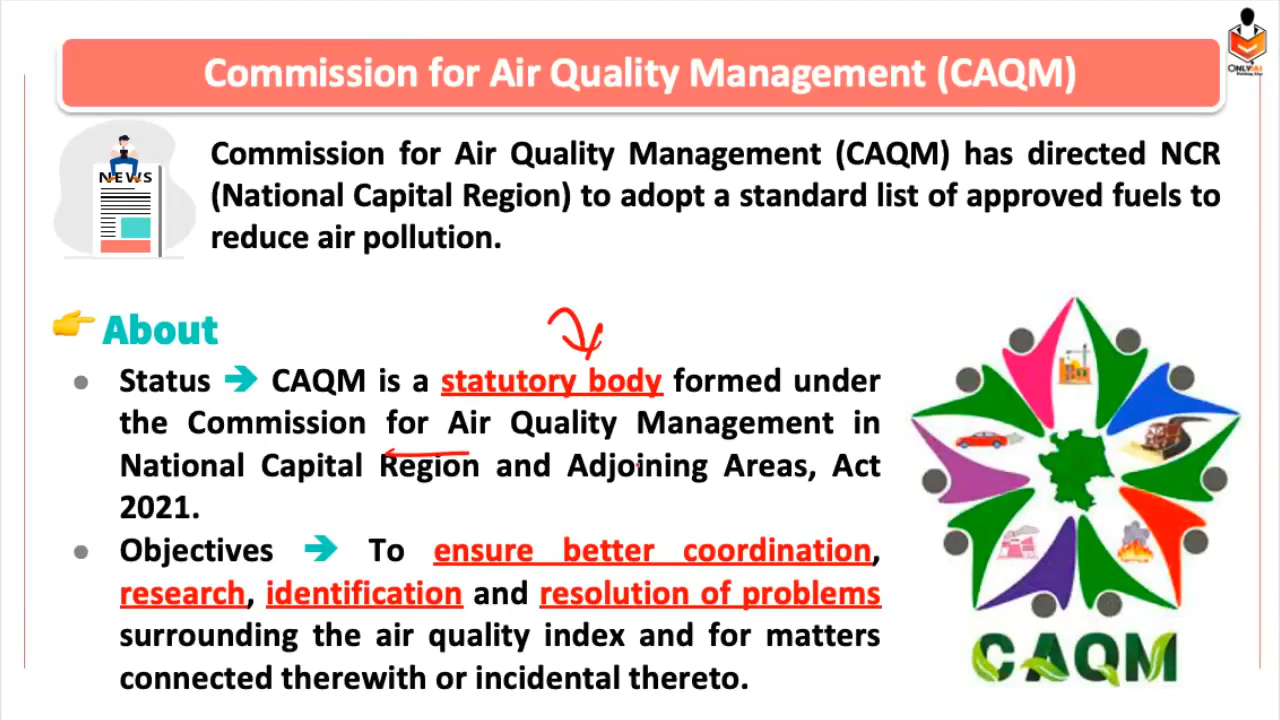 Commission for Air Quality Management (CAQM)
ONLYIAS
NEWS
Commission for Air Quality Management (CAQM) has directed NCR
(National Capital Region) to adopt a standard list of approved fuels to
reduce air pollution.
About
Status → CAQM is a statutory body formed under
the Commission for Air Quality Management in
National Capital Region and Adjoining Areas, Act
2021.
Objectives → To ensure better coordination,
research, identification and resolution of problems
surrounding the air quality index and for matters
connected therewith or incidental thereto.
CAQM